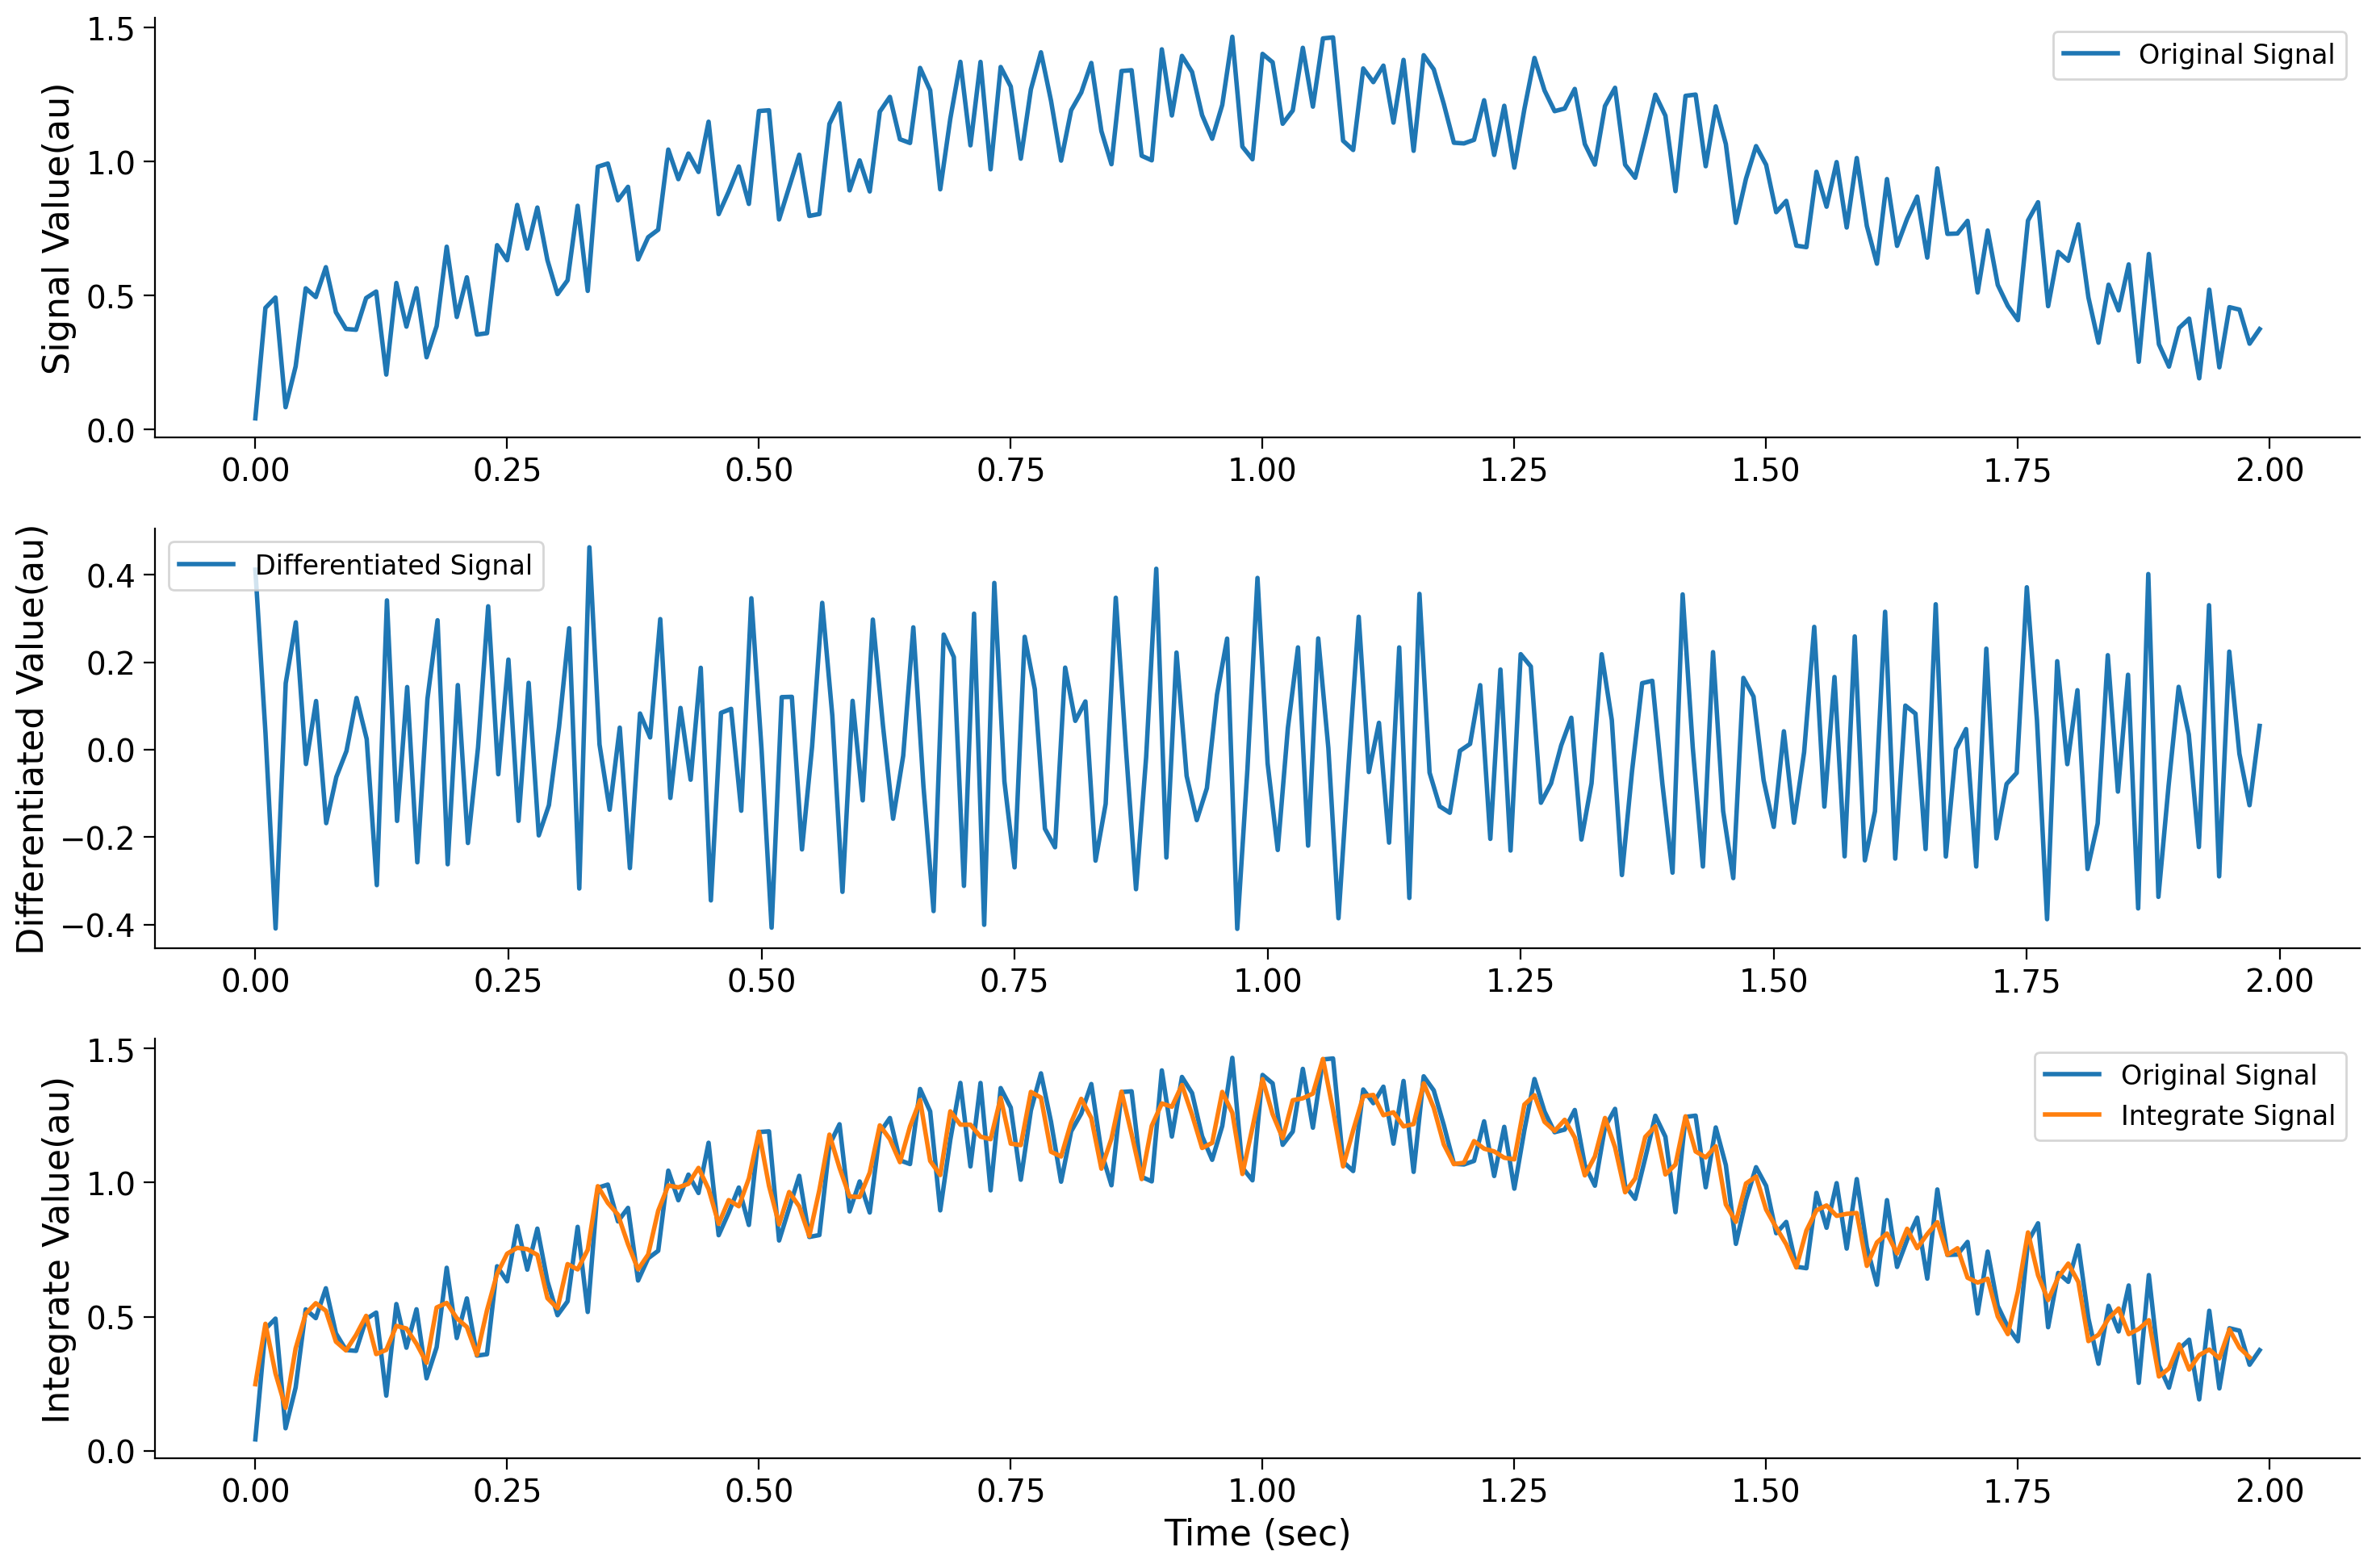 Signal Value(au)
1.5
1.0
0.5
0.0
Original Signal
0.00 0.25 0.50 0.75 1.00 1.25 1.50 1.75 2.00
Differentiated Value(au)
0.4
0.2
0.0
−0.2
−0.4
Differentiated Signal
0.00 0.25 0.50 0.75 1.00 1.25 1.50 1.75 2.00
Integrate Value(au)
1.5
1.0
0.5
0.0
Original Signal
Integrate Signal
0.00 0.25 0.50 0.75 1.00 1.25 1.50 1.75 2.00
Time (sec)